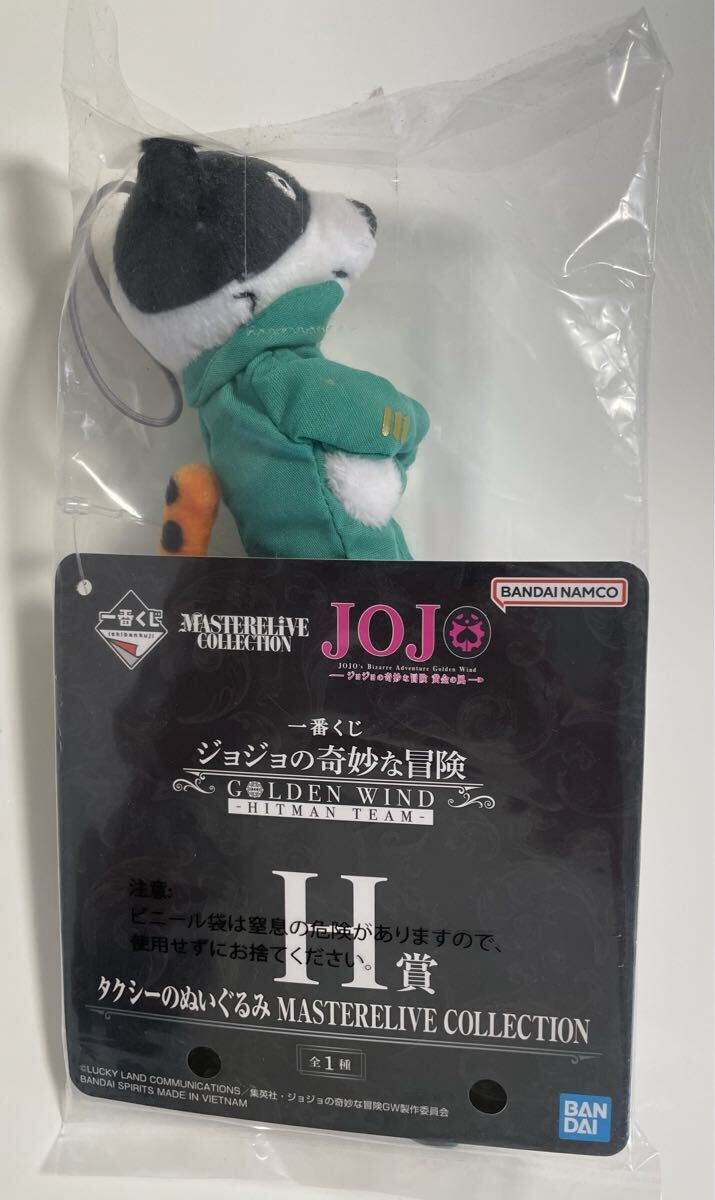 BANDAI NAMCO
一番くじ
ichibankuji
MASTERELiVE
COLLECTION
JOJO
JOJO's Bizarre Adventure Golden Wind
ジョジョの奇妙な冒険 黄金の風
一番くじ
ジョジョの奇妙な冒険
GOLDEN WIND
-HITMAN TEAM-
H賞
注意:
ビニール袋は窒息の危険がありますので、
使用せずにお捨てください。
タクシーのぬいぐるみ MASTERELIVE COLLECTION
全1種
©LUCKY LAND COMMUNICATIONS/集英社・ジョジョの奇妙な冒険GW製作委員会
BANDAI SPIRITS MADE IN VIETNAM
BAN
DAI